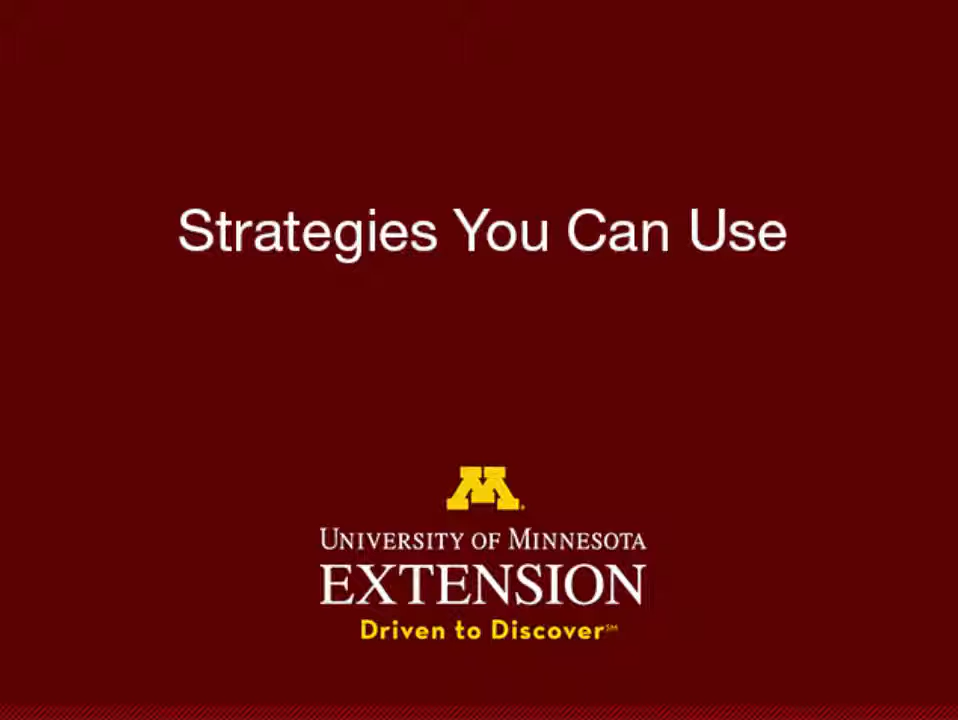 Strategies You Can Use
M
UNIVERSITY OF MINNESOTA
EXTENSION
Driven to Discover℠